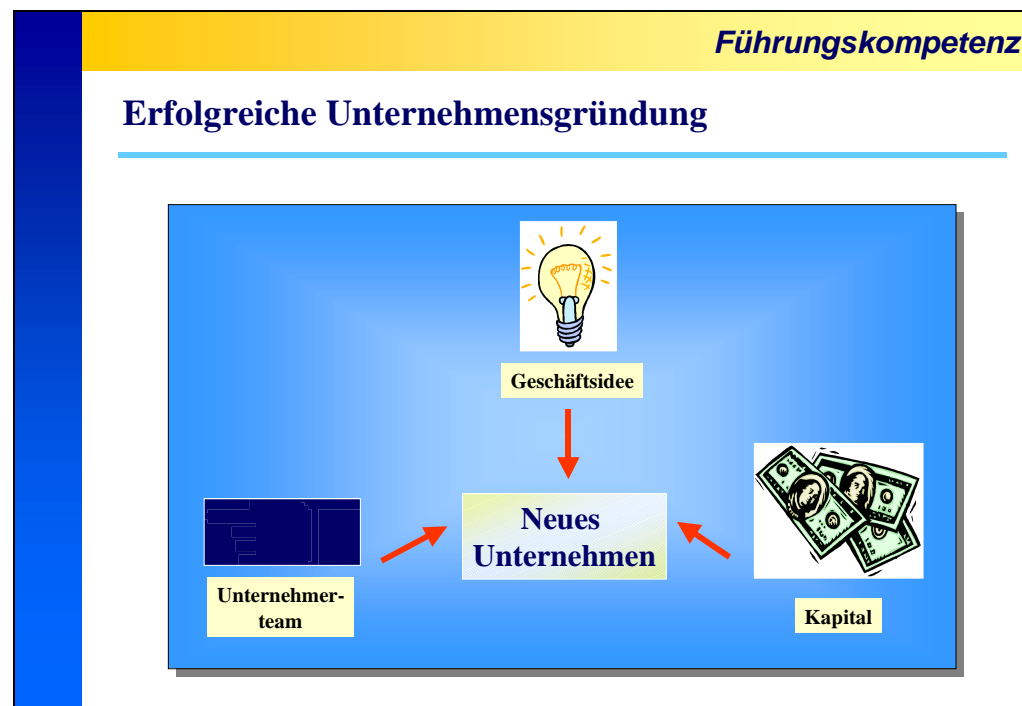 Führungskompetenz
Erfolgreiche Unternehmensgründung
Geschäftsidee
Neues
Unternehmen
Unternehmer-
team
Kapital